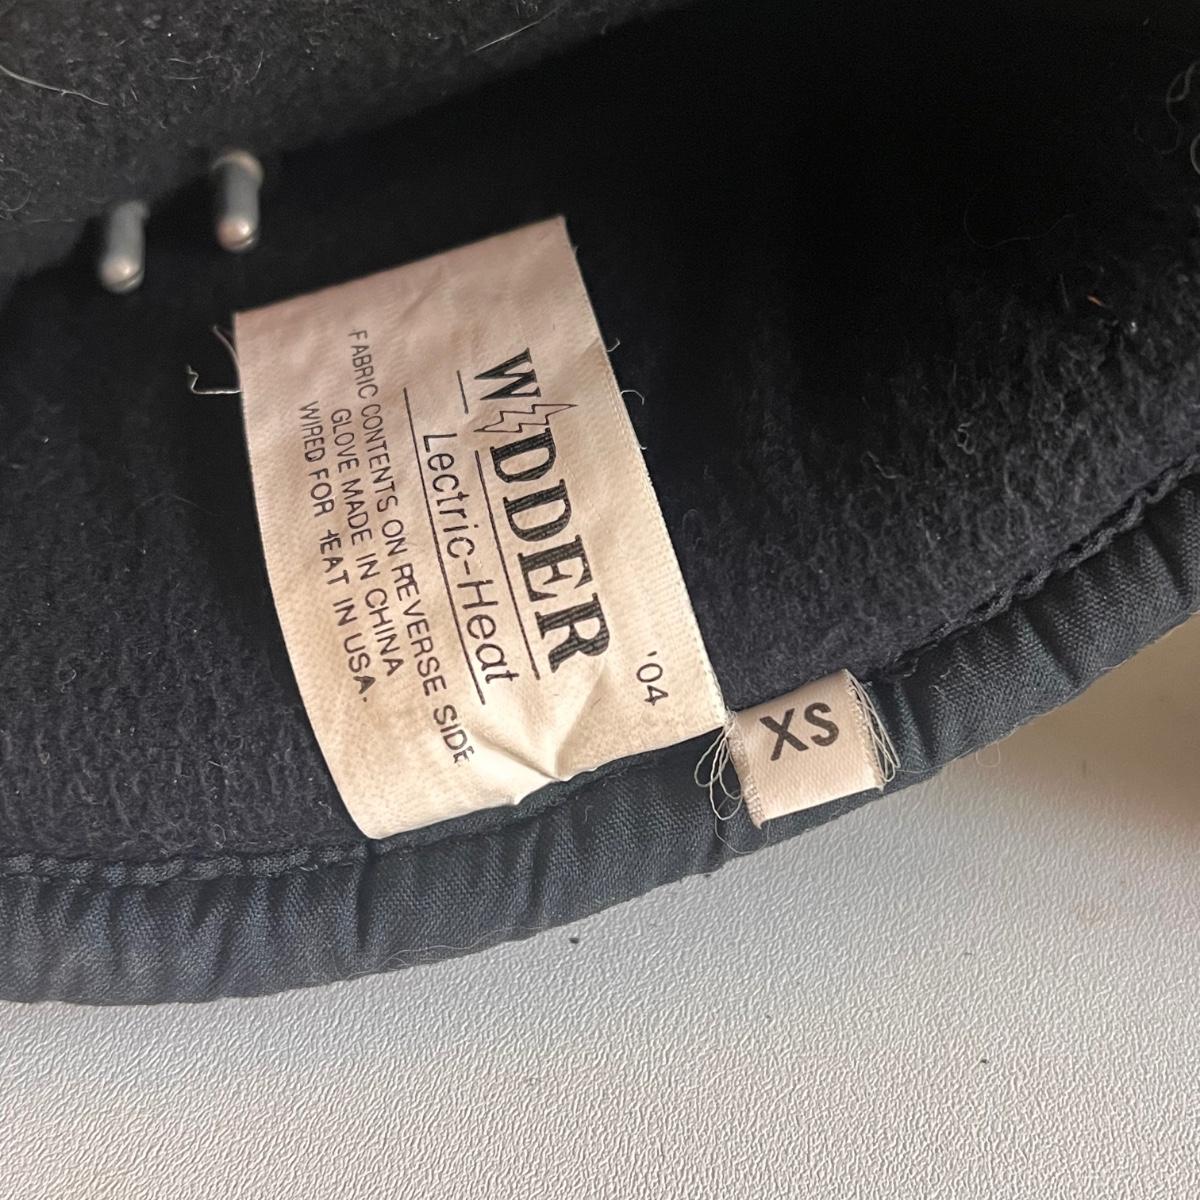 '04
WIDDER
Lectric-Heat
FABRIC CONTENTS ON REVERSE SIDE
GLOVE MADE IN CHINA
WIRED FOR HEAT IN USA.
XS